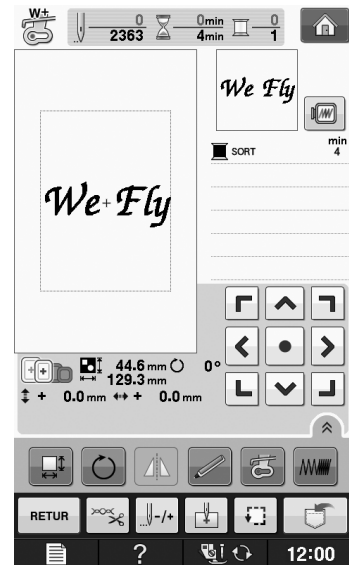 W±
0 0min 0
2363 4min 1
We Fly
min
SORT 4
We Fly
44.6 mm 0°
129.3 mm
+ 0.0 mm + 0.0 mm
RETUR -/+
? 12:00